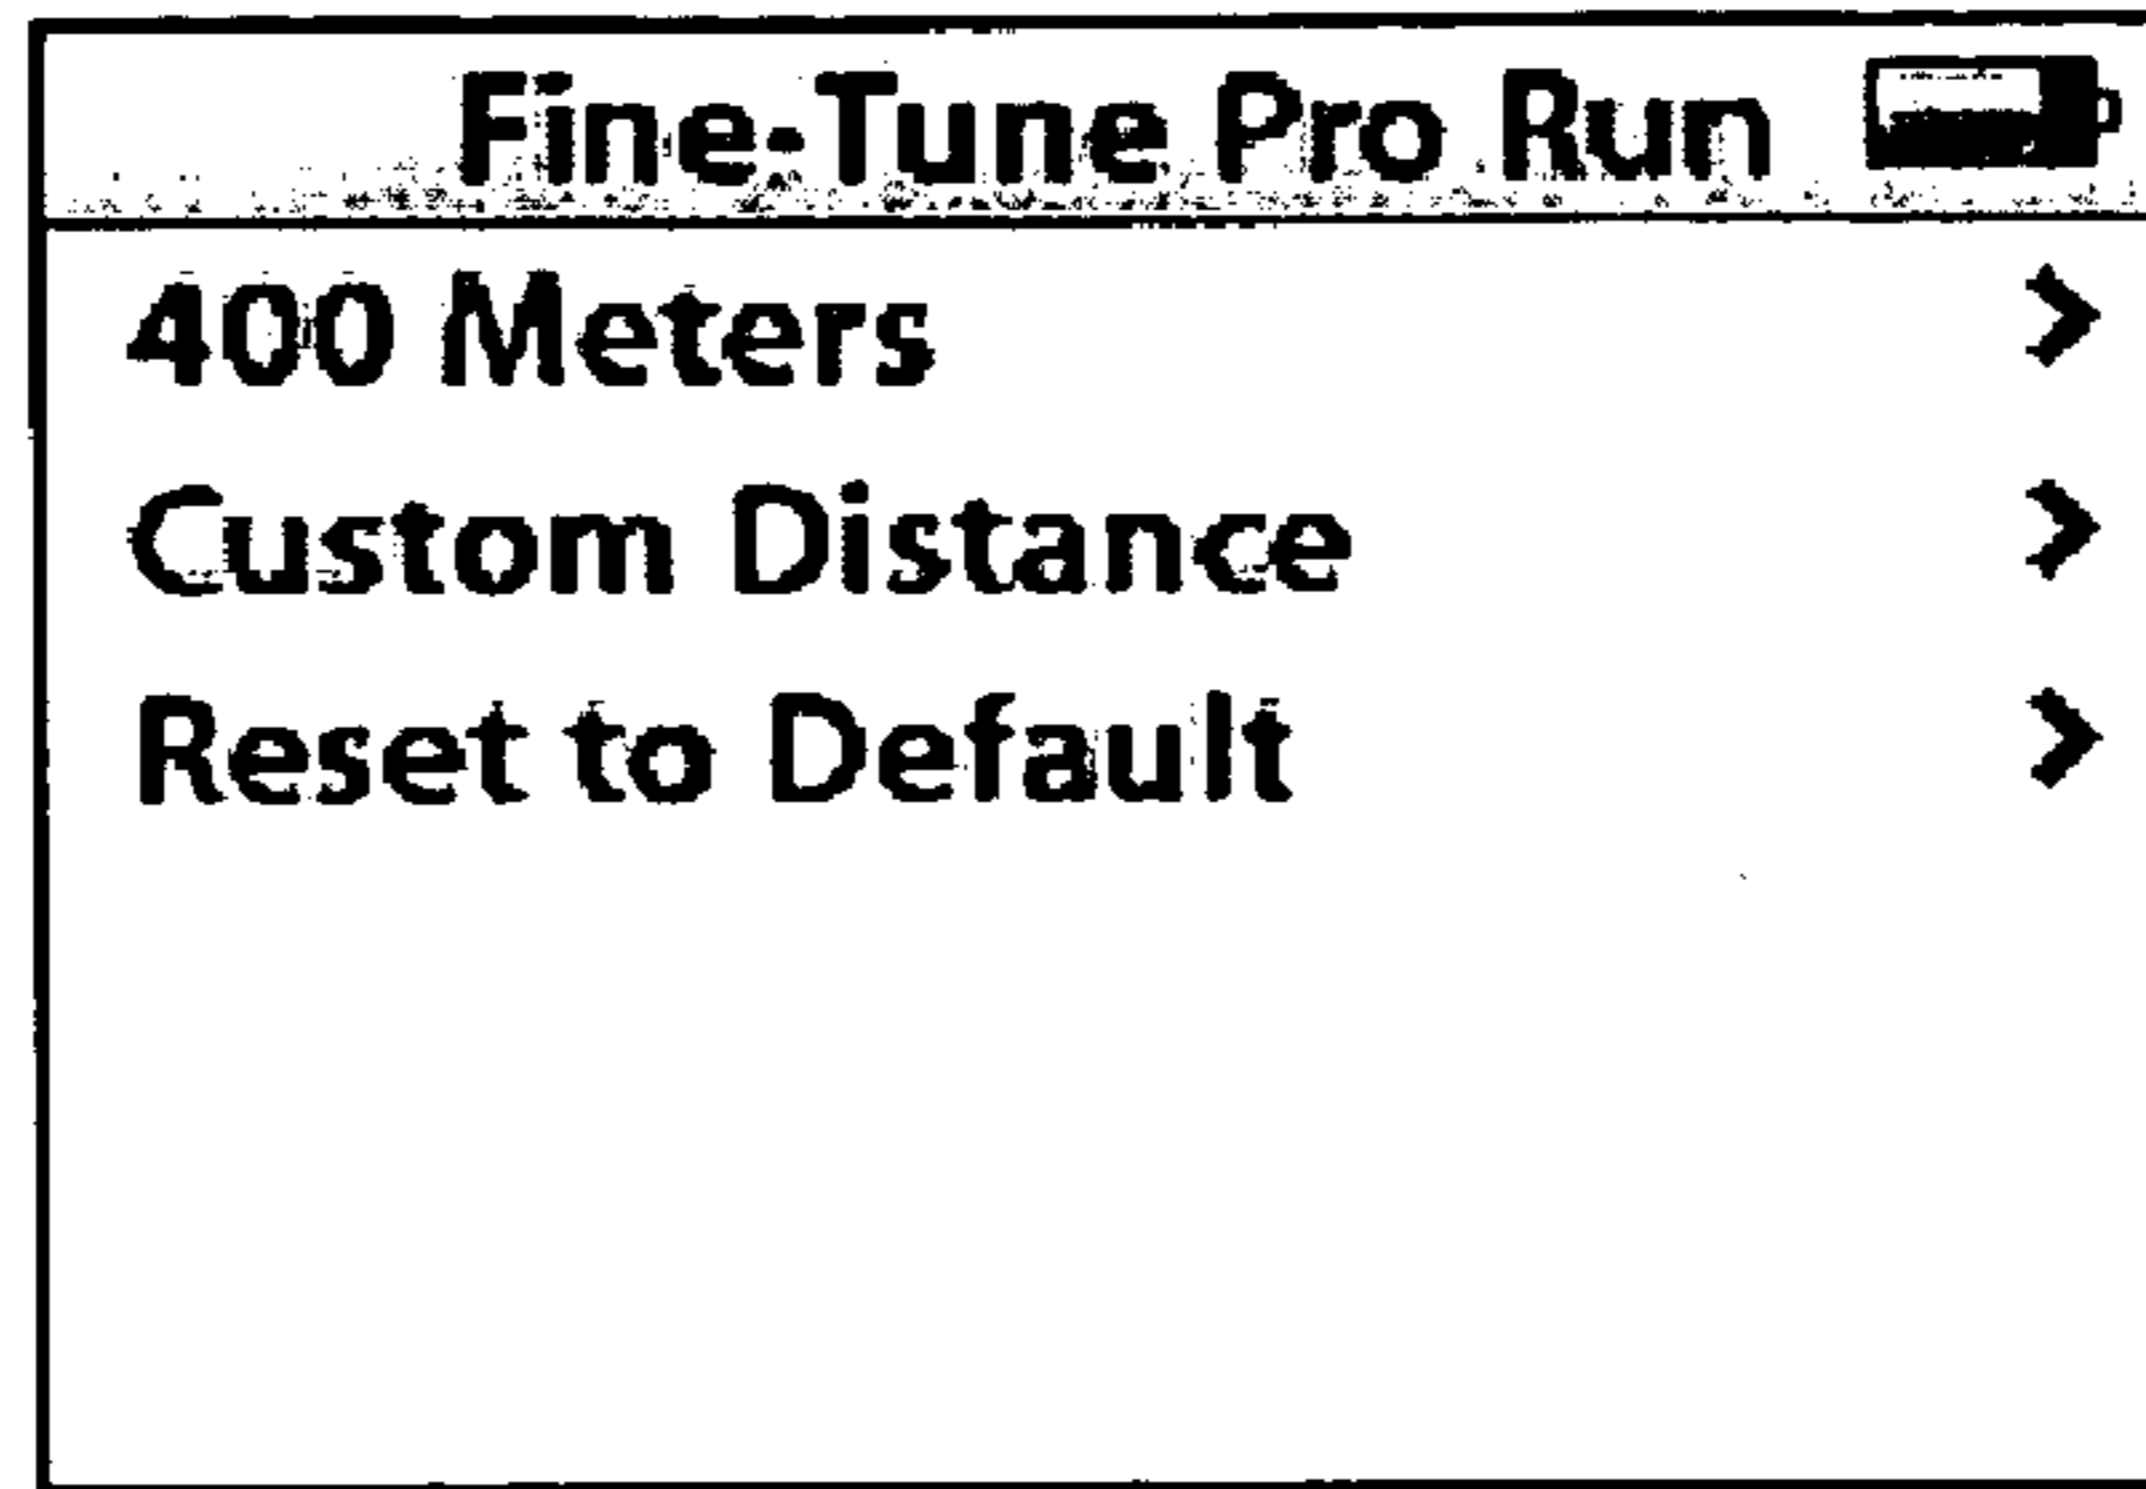 Fine-Tune Pro Run
400 Meters >
Custom Distance >
Reset to Default >